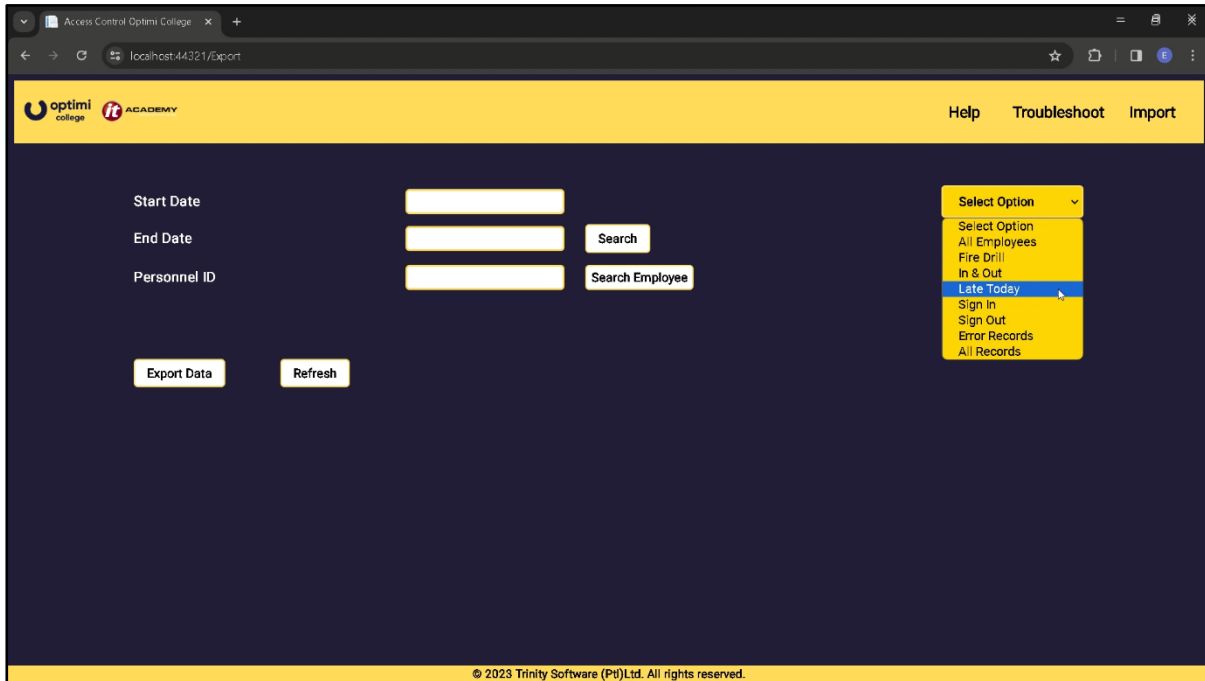 Access Control Optimi College
localhost:44321/Export
E
optimi
college
it ACADEMY
Help Troubleshoot Import
Start Date
End Date
Search
Personnel ID
Search Employee
Select Option
Select Option
All Employees
Fire Drill
In & Out
Late Today
Sign In
Sign Out
Error Records
All Records
Export Data Refresh
© 2023 Trinity Software (Ptl)Ltd. All rights reserved.